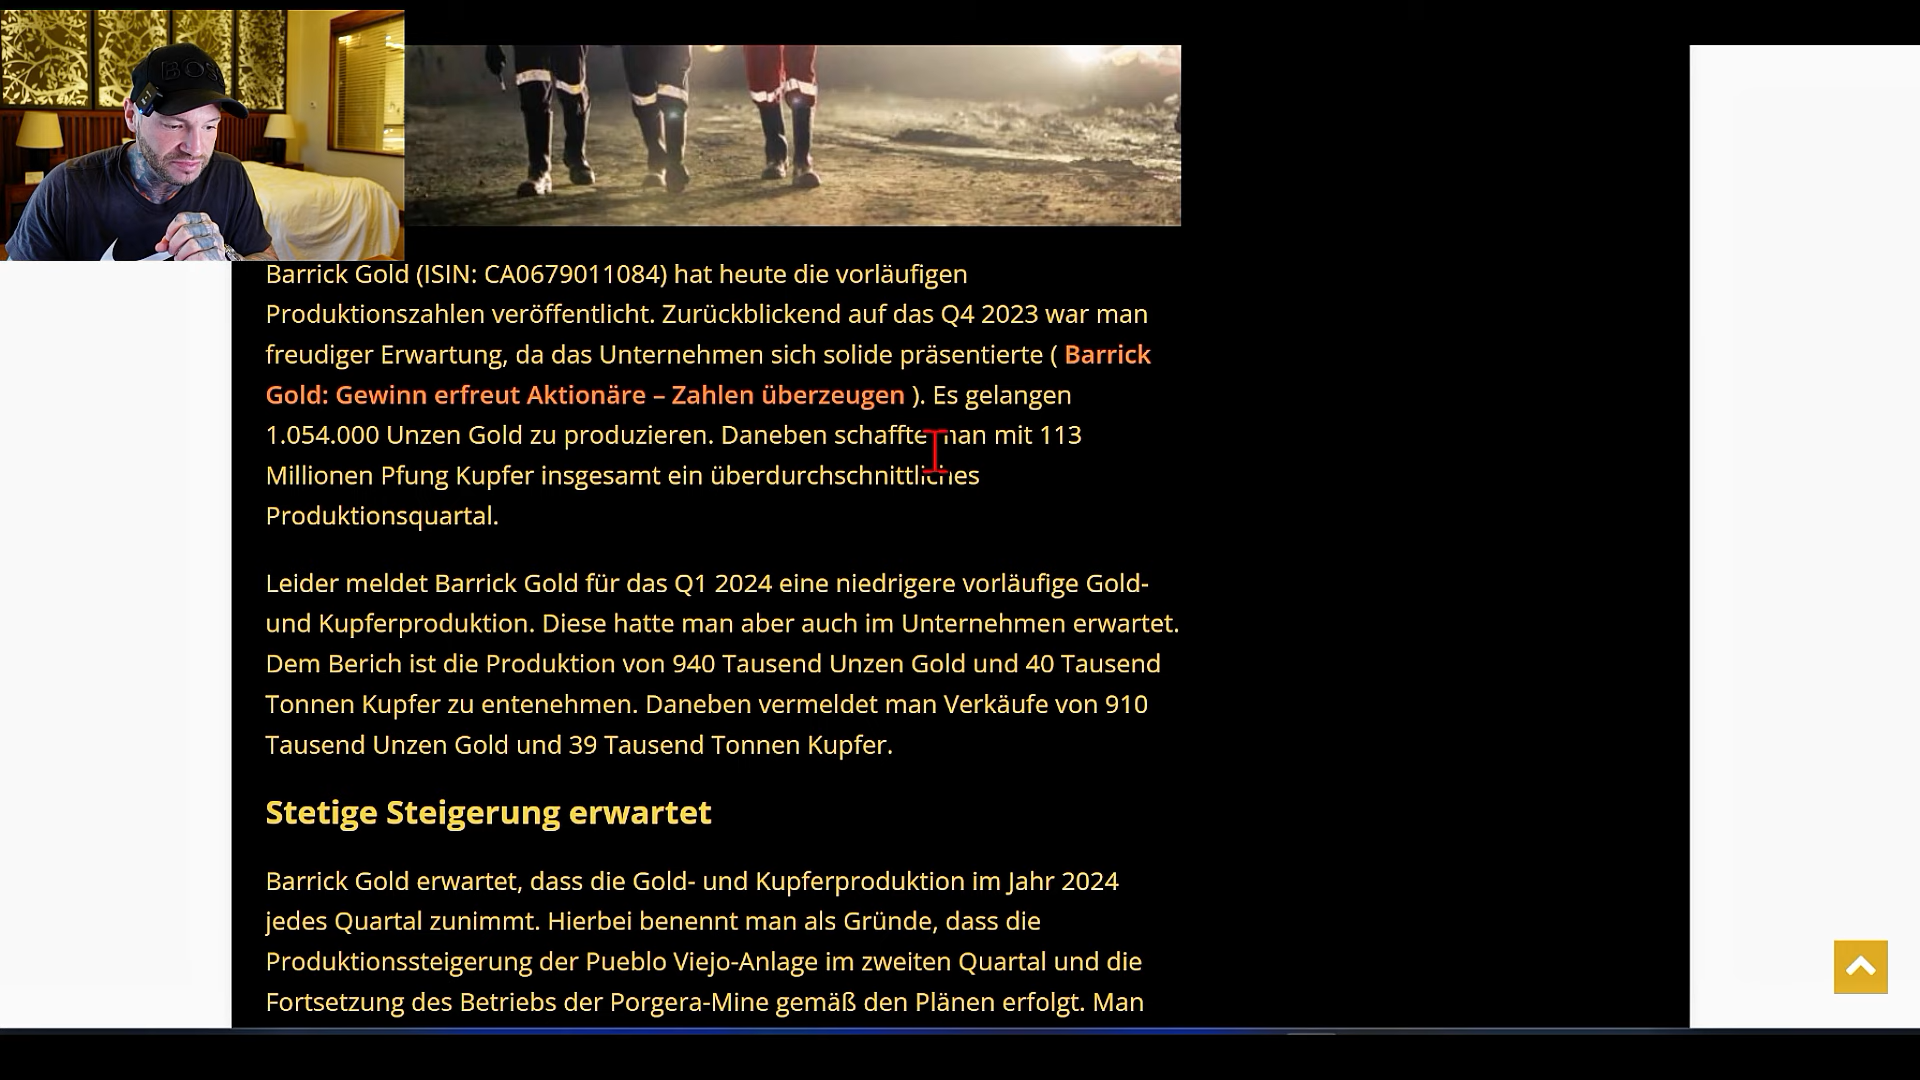 BOSS
Barrick Gold (ISIN: CA0679011084) hat heute die vorläufigen
Produktionszahlen veröffentlicht. Zurückblickend auf das Q4 2023 war man
freudiger Erwartung, da das Unternehmen sich solide präsentierte ( Barrick
Gold: Gewinn erfreut Aktionäre – Zahlen überzeugen ). Es gelangen
1.054.000 Unzen Gold zu produzieren. Daneben schaffte man mit 113
Millionen Pfung Kupfer insgesamt ein überdurchschnittliches
Produktionsquartal.
Leider meldet Barrick Gold für das Q1 2024 eine niedrigere vorläufige Gold-
und Kupferproduktion. Diese hatte man aber auch im Unternehmen erwartet.
Dem Berich ist die Produktion von 940 Tausend Unzen Gold und 40 Tausend
Tonnen Kupfer zu entenehmen. Daneben vermeldet man Verkäufe von 910
Tausend Unzen Gold und 39 Tausend Tonnen Kupfer.
Stetige Steigerung erwartet
Barrick Gold erwartet, dass die Gold- und Kupferproduktion im Jahr 2024
jedes Quartal zunimmt. Hierbei benennt man als Gründe, dass die
Produktionssteigerung der Pueblo Viejo-Anlage im zweiten Quartal und die
Fortsetzung des Betriebs der Porgera-Mine gemäß den Plänen erfolgt. Man